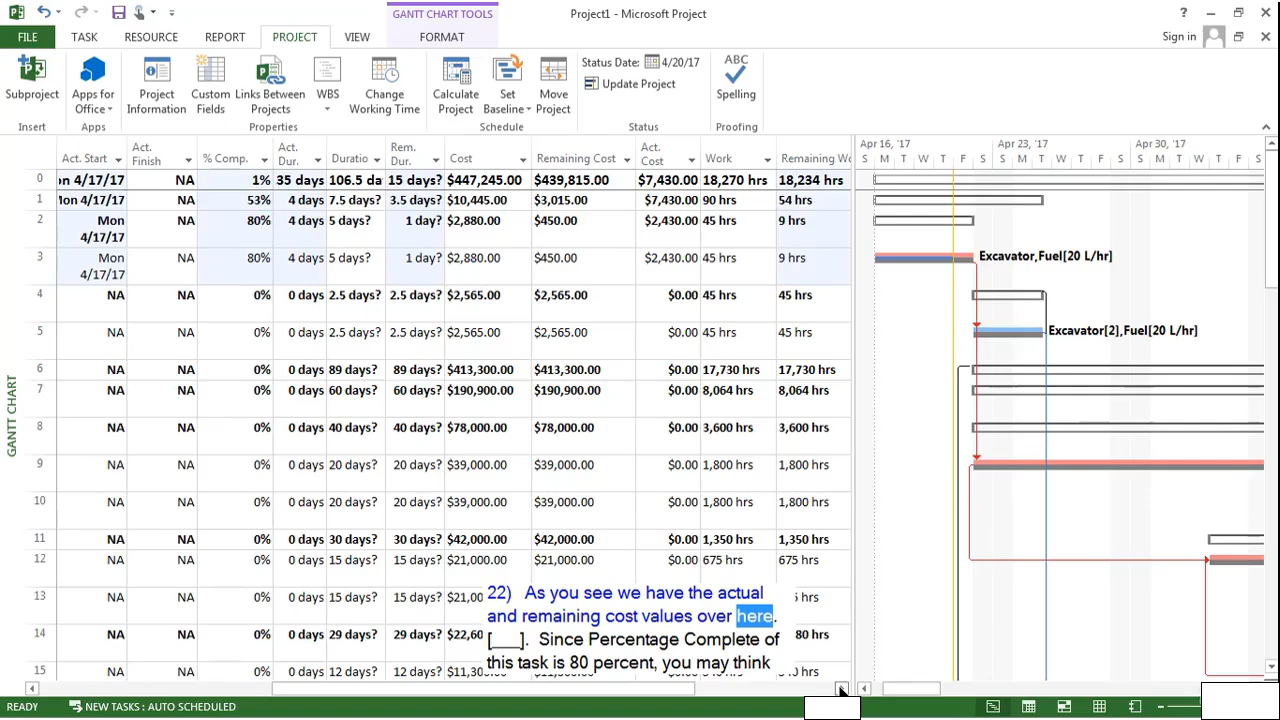 GANTT CHART TOOLS
Project1 - Microsoft Project
FILE TASK RESOURCE REPORT PROJECT VIEW FORMAT Sign in
Subproject
Apps for Office
Project Information
Custom Fields
Links Between Projects
WBS
Change Working Time
Calculate Project
Set Baseline
Move Project
Status Date: 4/20/17
Update Project
ABC
Spelling
Insert Apps Properties Schedule Status Proofing
Act. Start Act. Finish % Comp. Act. Dur. Duratio Rem. Dur. Cost Remaining Cost Act. Cost Work Remaining Wo
Apr 16, '17 Apr 23, '17 Apr 30, '17
S M T W T F S S M T W T F S S M T W T F S
0 on 4/17/17 NA 1% 35 days 106.5 da 15 days? $447,245.00 $439,815.00 $7,430.00 18,270 hrs 18,234 hrs
1 Mon 4/17/17 NA 53% 4 days 7.5 days? 3.5 days? $10,445.00 $3,015.00 $7,430.00 90 hrs 54 hrs
2 Mon 4/17/17 NA 80% 4 days 5 days? 1 day? $2,880.00 $450.00 $2,430.00 45 hrs 9 hrs
3 Mon 4/17/17 NA 80% 4 days 5 days? 1 day? $2,880.00 $450.00 $2,430.00 45 hrs 9 hrs
Excavator,Fuel[20 L/hr]
4 NA NA 0% 0 days 2.5 days? 2.5 days? $2,565.00 $2,565.00 $0.00 45 hrs 45 hrs
5 NA NA 0% 0 days 2.5 days? 2.5 days? $2,565.00 $2,565.00 $0.00 45 hrs 45 hrs
Excavator[2],Fuel[20 L/hr]
6 NA NA 0% 0 days 89 days? 89 days? $413,300.00 $413,300.00 $0.00 17,730 hrs 17,730 hrs
7 NA NA 0% 0 days 60 days? 60 days? $190,900.00 $190,900.00 $0.00 8,064 hrs 8,064 hrs
8 NA NA 0% 0 days 40 days? 40 days? $78,000.00 $78,000.00 $0.00 3,600 hrs 3,600 hrs
9 NA NA 0% 0 days 20 days? 20 days? $39,000.00 $39,000.00 $0.00 1,800 hrs 1,800 hrs
10 NA NA 0% 0 days 20 days? 20 days? $39,000.00 $39,000.00 $0.00 1,800 hrs 1,800 hrs
11 NA NA 0% 0 days 30 days? 30 days? $42,000.00 $42,000.00 $0.00 1,350 hrs 1,350 hrs
12 NA NA 0% 0 days 15 days? 15 days? $21,000.00 $21,000.00 $0.00 675 hrs 675 hrs
13 NA NA 0% 0 days 15 days? 15 days? $21,0
14 NA NA 0% 0 days 29 days? 29 days? $22,6 80 hrs
15 NA NA 0% 0 days 12 days? 12 days? $11,3
GANTT CHART
22) As you see we have the actual
and remaining cost values over here.
[___]. Since Percentage Complete of
this task is 80 percent, you may think
READY NEW TASKS : AUTO SCHEDULED